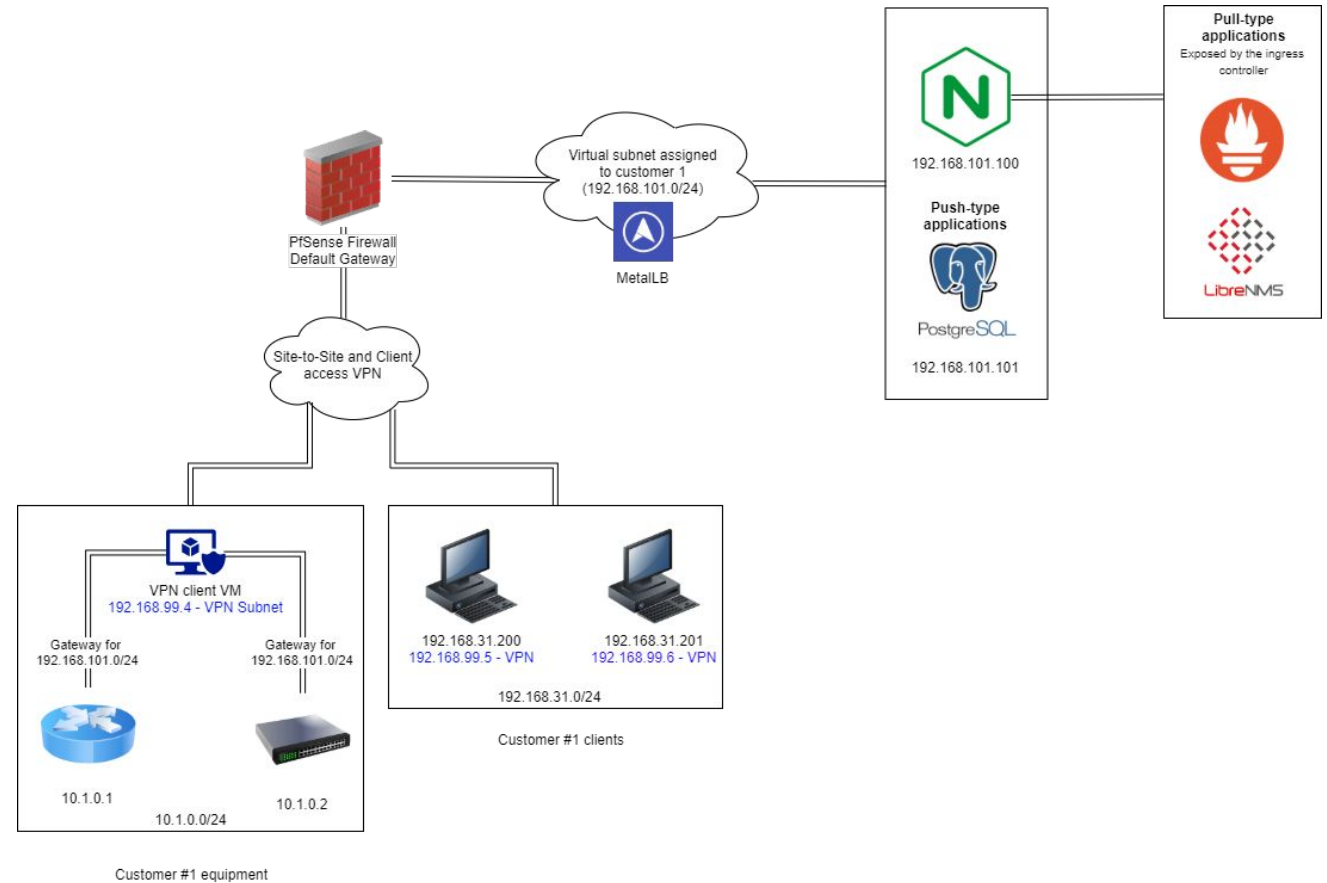 Pull-type
applications
Exposed by the ingress
controller
LibreNMS
N
192.168.101.100
Push-type
applications
PostgreSQL
192.168.101.101
Virtual subnet assigned
to customer 1
(192.168.101.0/24)
MetalLB
PfSense Firewall
Default Gateway
Site-to-Site and Client
access VPN
VPN client VM
192.168.99.4 - VPN Subnet
Gateway for
192.168.101.0/24
Gateway for
192.168.101.0/24
10.1.0.1
10.1.0.2
10.1.0.0/24
Customer #1 equipment
192.168.31.200
192.168.99.5 - VPN
192.168.31.201
192.168.99.6 - VPN
192.168.31.0/24
Customer #1 clients